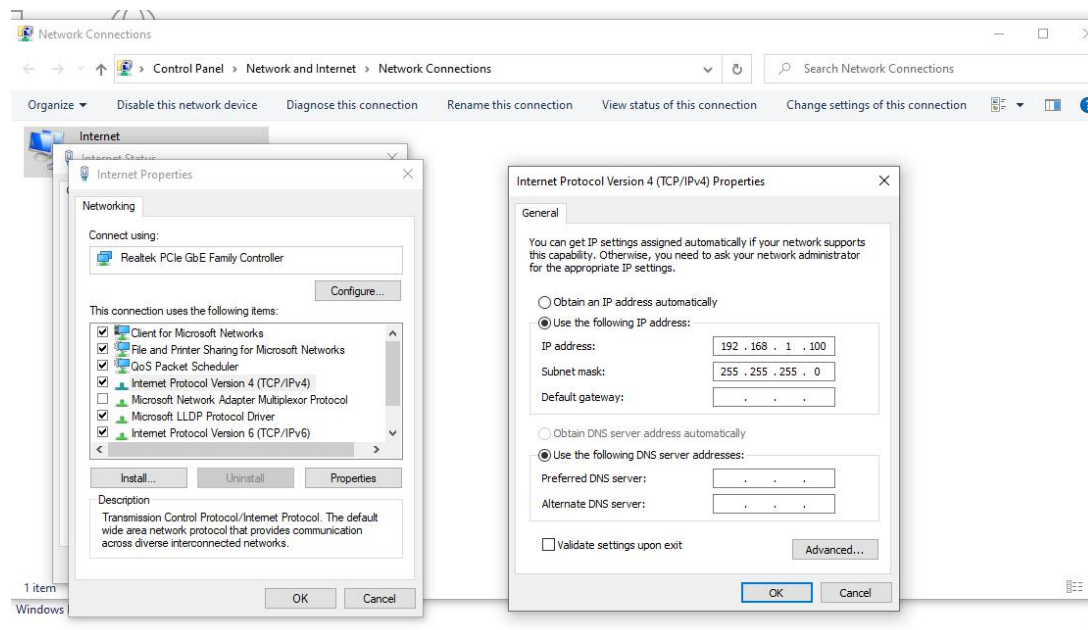 Network Connections
Control Panel > Network and Internet > Network Connections
Search Network Connections
Organize
Disable this network device
Diagnose this connection
Rename this connection
View status of this connection
Change settings of this connection
Internet
Internet Status
Internet Properties
Networking
Connect using:
Realtek PCIe GbE Family Controller
Configure...
This connection uses the following items:
Client for Microsoft Networks
File and Printer Sharing for Microsoft Networks
QoS Packet Scheduler
Internet Protocol Version 4 (TCP/IPv4)
Microsoft Network Adapter Multiplexor Protocol
Microsoft LLDP Protocol Driver
Internet Protocol Version 6 (TCP/IPv6)
Install...
Uninstall
Properties
Description
Transmission Control Protocol/Internet Protocol. The default
wide area network protocol that provides communication
across diverse interconnected networks.
OK
Cancel
1 item
Windows
Internet Protocol Version 4 (TCP/IPv4) Properties
General
You can get IP settings assigned automatically if your network supports
this capability. Otherwise, you need to ask your network administrator
for the appropriate IP settings.
Obtain an IP address automatically
Use the following IP address:
IP address: 192 . 168 . 1 . 100
Subnet mask: 255 . 255 . 255 . 0
Default gateway: . . .
Obtain DNS server address automatically
Use the following DNS server addresses:
Preferred DNS server: . . .
Alternate DNS server: . . .
Validate settings upon exit
Advanced...
OK
Cancel